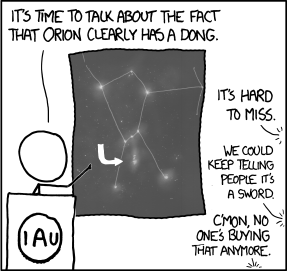 IT'S TIME TO TALK ABOUT THE FACT
THAT ORION CLEARLY HAS A DONG.
IT'S HARD
TO MISS.
WE COULD
KEEP TELLING
PEOPLE IT'S
A SWORD.
C'MON, NO
ONE'S BUYING
THAT ANYMORE.
IAU